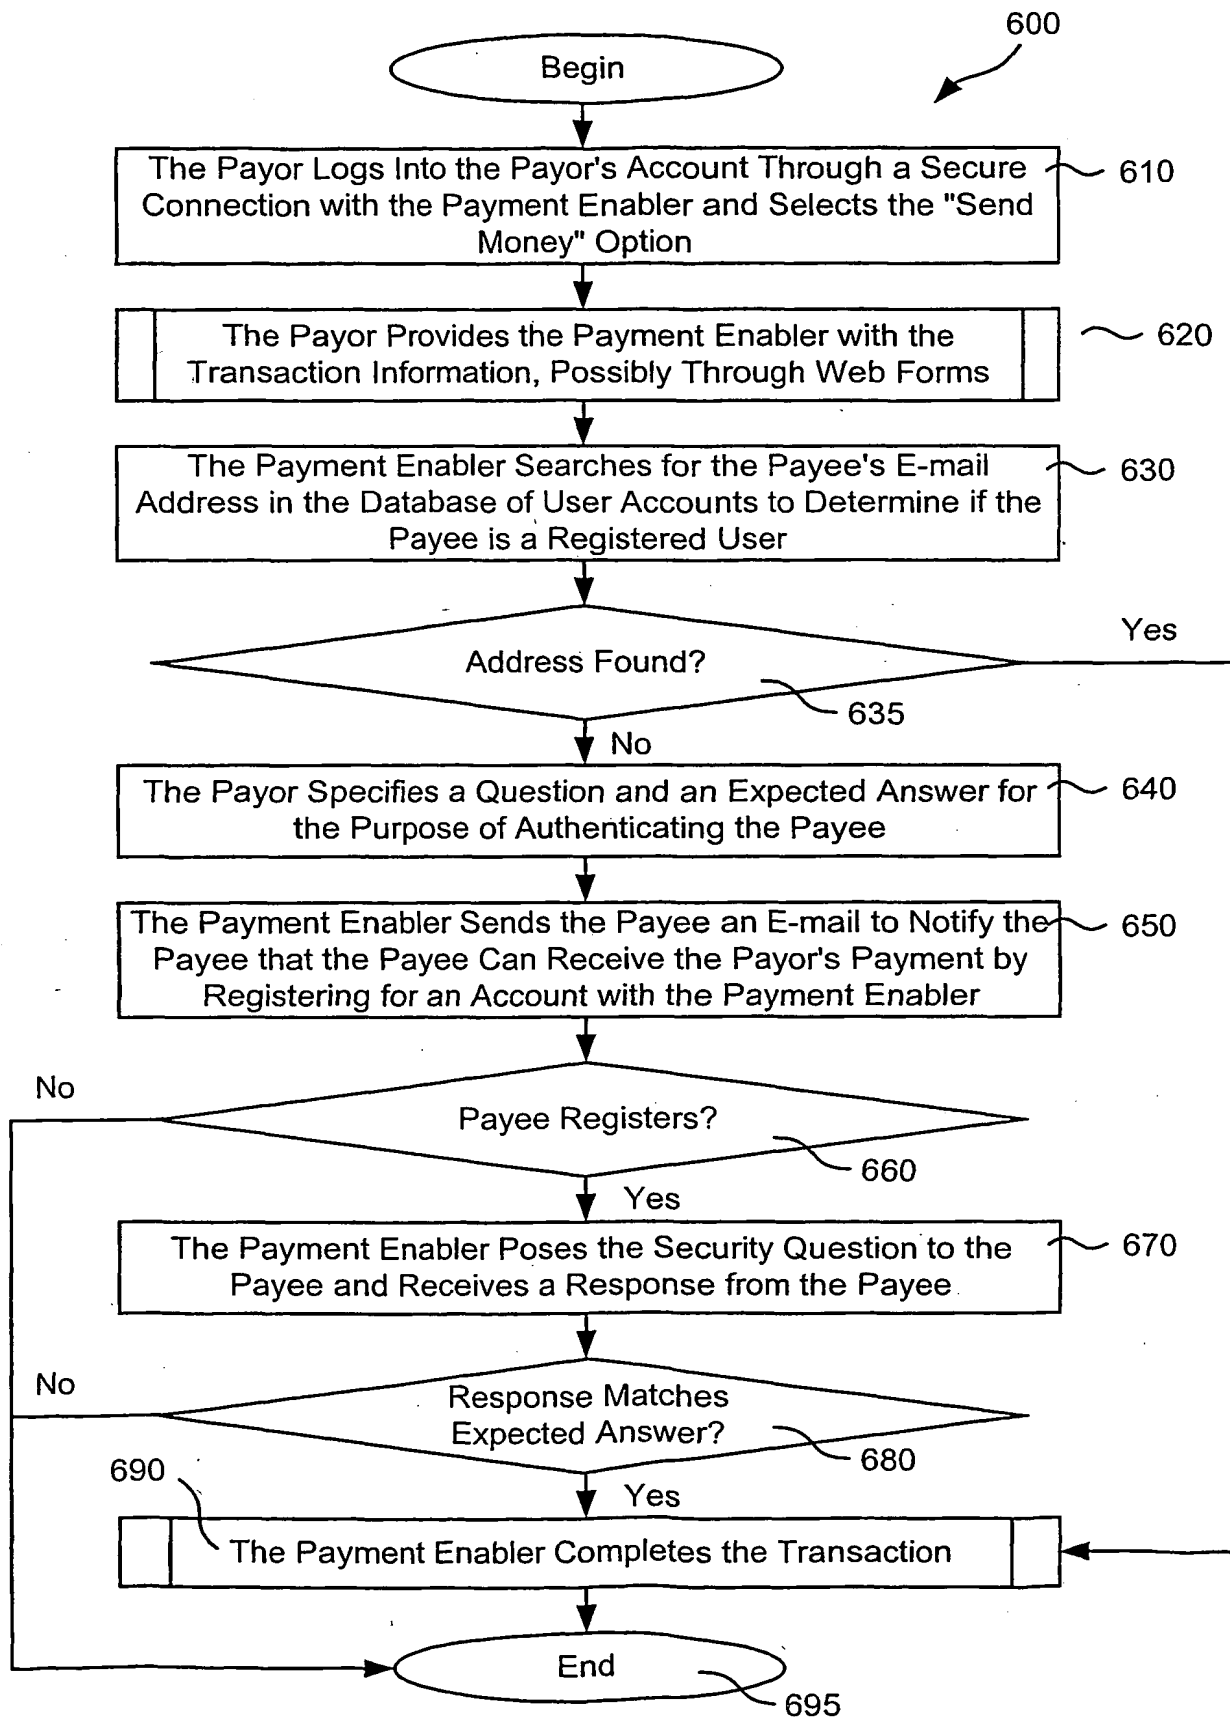 600
Begin
The Payor Logs Into the Payor's Account Through a Secure
Connection with the Payment Enabler and Selects the "Send
Money" Option
610
The Payor Provides the Payment Enabler with the
Transaction Information, Possibly Through Web Forms
620
The Payment Enabler Searches for the Payee's E-mail
Address in the Database of User Accounts to Determine if the
Payee is a Registered User
630
Yes
Address Found?
635
No
The Payor Specifies a Question and an Expected Answer for
the Purpose of Authenticating the Payee
640
The Payment Enabler Sends the Payee an E-mail to Notify the
Payee that the Payee Can Receive the Payor's Payment by
Registering for an Account with the Payment Enabler
650
No
Payee Registers?
660
Yes
The Payment Enabler Poses the Security Question to the
Payee and Receives a Response from the Payee
670
No
Response Matches
Expected Answer?
680
690
Yes
The Payment Enabler Completes the Transaction
End
695